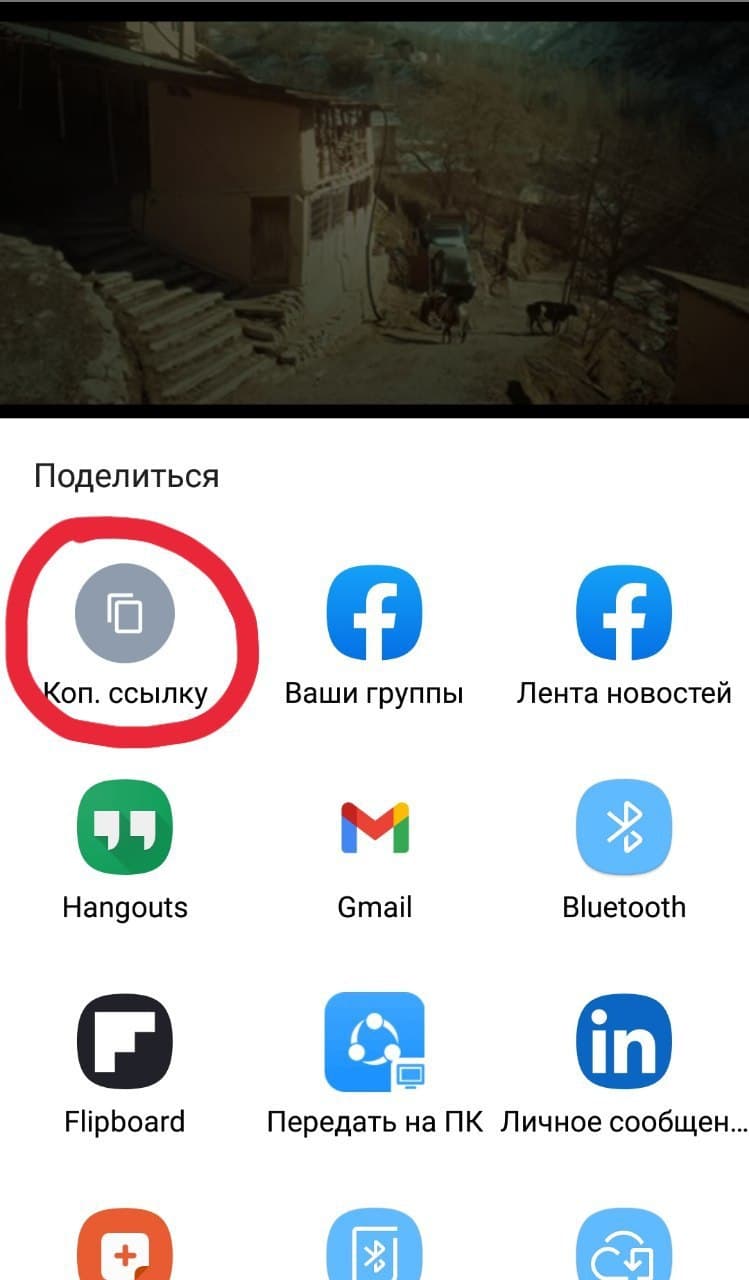 Поделиться
Коп. ссылку
Ваши группы
Лента новостей
Hangouts
Gmail
Bluetooth
Flipboard
Передать на ПК
Личное сообщен...